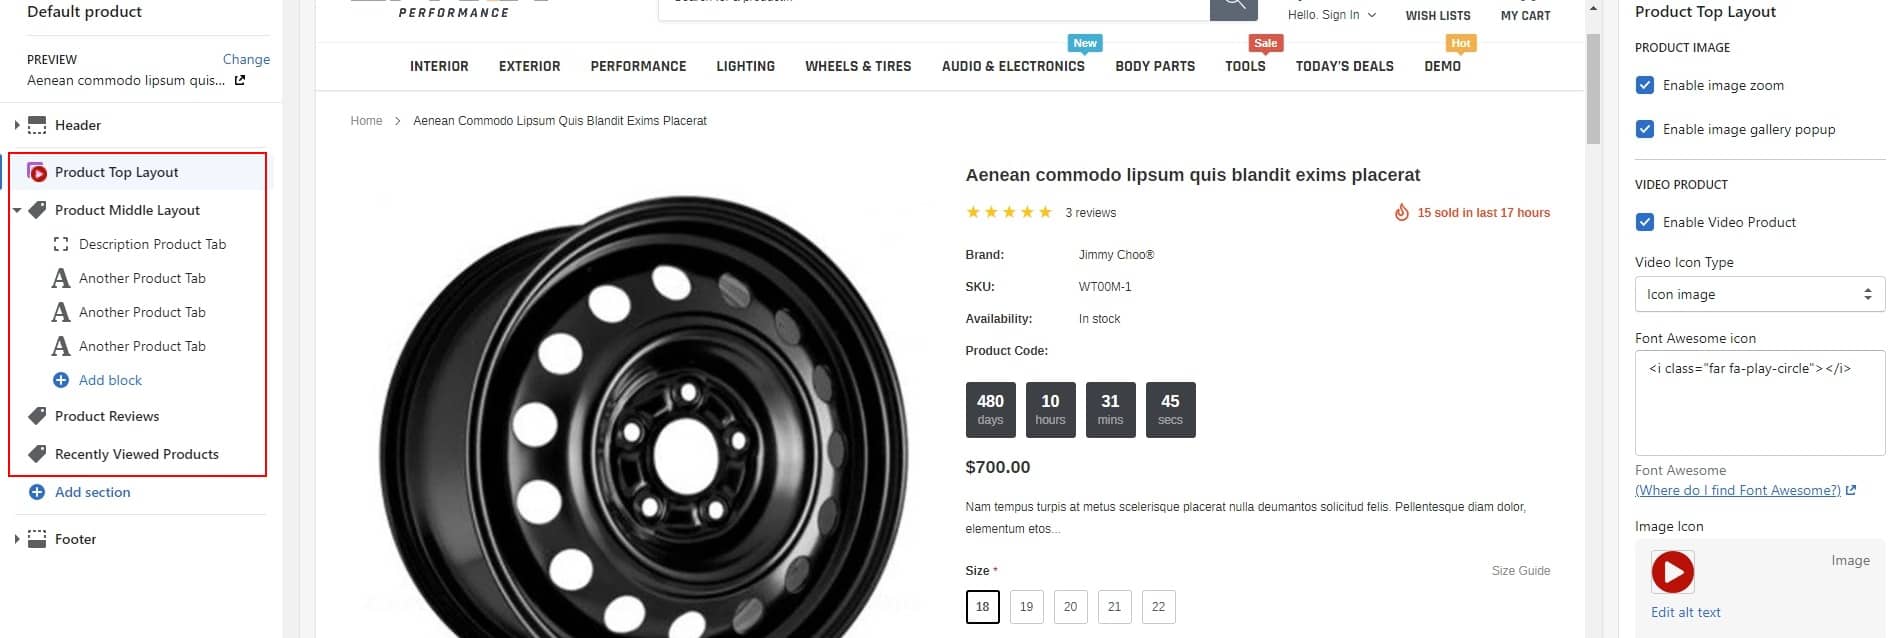 Default product
PREVIEW
Change
Aenean commodo lipsum quis...
Header
Product Top Layout
Product Middle Layout
Description Product Tab
Another Product Tab
Another Product Tab
Another Product Tab
Add block
Product Reviews
Recently Viewed Products
Add section
Footer
PERFORMANCE
Hello. Sign In
WISH LISTS
MY CART
New
Sale
Hot
INTERIOR
EXTERIOR
PERFORMANCE
LIGHTING
WHEELS & TIRES
AUDIO & ELECTRONICS
BODY PARTS
TOOLS
TODAY'S DEALS
DEMO
Home
Aenean Commodo Lipsum Quis Blandit Exims Placerat
Aenean commodo lipsum quis blandit exims placerat
3 reviews
15 sold in last 17 hours
Brand: Jimmy Choo®
SKU: WT00M-1
Availability: In stock
Product Code:
480 10 31 45
days hours mins secs
$700.00
Nam tempus turpis at metus scelerisque placerat nulla deumantos solicitud felis. Pellentesque diam dolor,
elementum etos...
Size *
Size Guide
18 19 20 21 22
Product Top Layout
PRODUCT IMAGE
Enable image zoom
Enable image gallery popup
VIDEO PRODUCT
Enable Video Product
Video Icon Type
Icon image
Font Awesome icon
<i class="far fa-play-circle"></i>
Font Awesome
(Where do I find Font Awesome?)
Image Icon
Image
Edit alt text